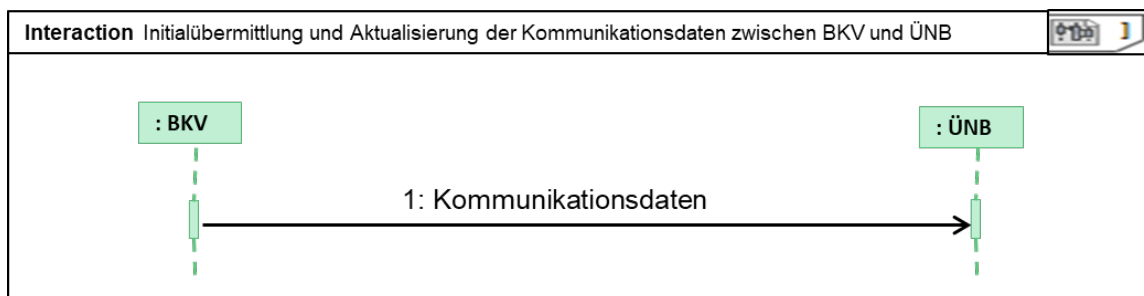 Interaction Initialübermittlung und Aktualisierung der Kommunikationsdaten zwischen BKV und ÜNB
: BKV
: ÜNB
1: Kommunikationsdaten